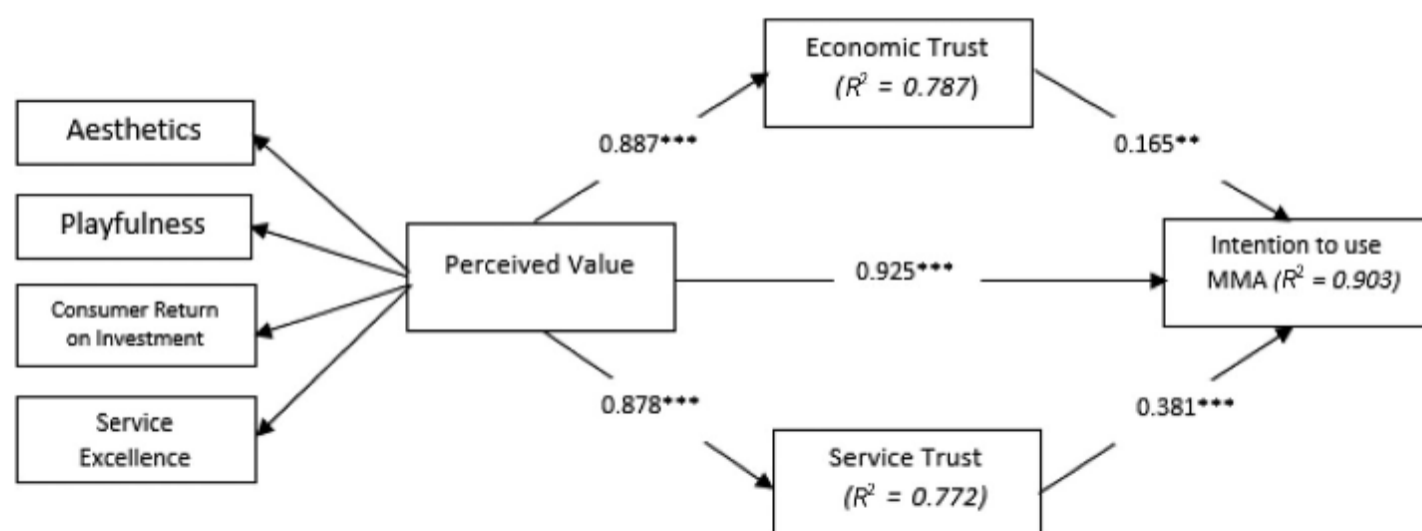 Economic Trust
(R² = 0.787)
Aesthetics
0.887***
0.165**
Playfulness
Perceived Value
0.925***
Intention to use
MMA (R² = 0.903)
Consumer Return
on Investment
0.878***
0.381***
Service
Excellence
Service Trust
(R² = 0.772)